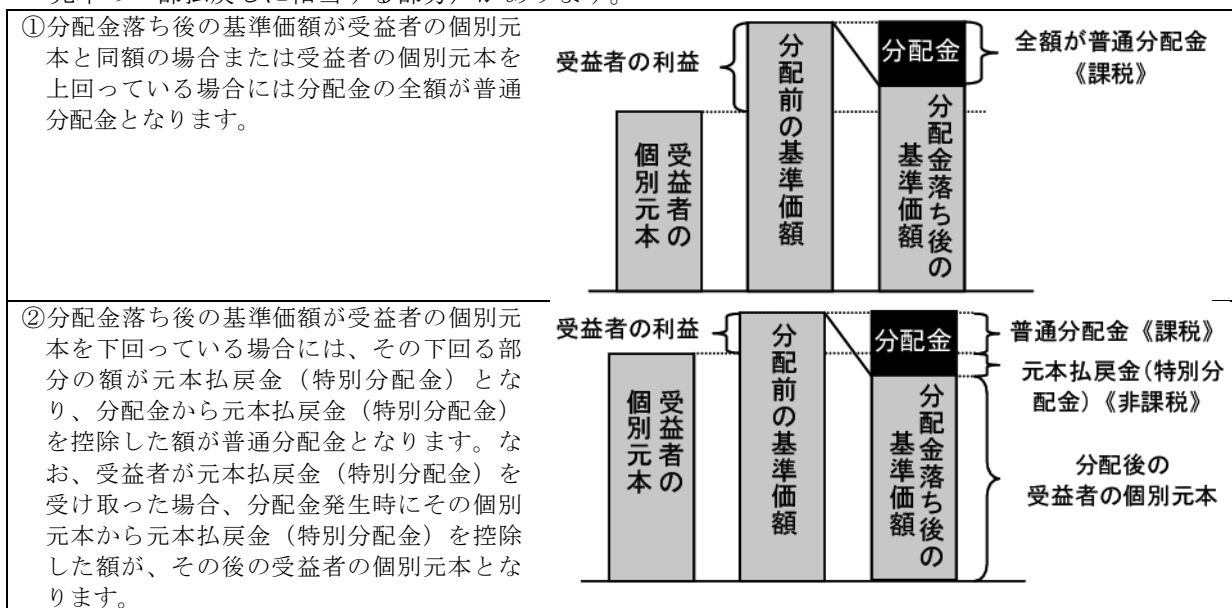 ①分配金落ち後の基準価額が受益者の個別元
本と同額の場合または受益者の個別元本を
上回っている場合には分配金の全額が普通
分配金となります。
受益者の利益
受益者の
個別元本
分配前の基準価額
分配金
分配金落ち後の
基準価額
全額が普通分配金
《課税》
②分配金落ち後の基準価額が受益者の個別元
本を下回っている場合には、その下回る部
分の額が元本払戻金（特別分配金）とな
り、分配金から元本払戻金（特別分配金）
を控除した額が普通分配金となります。な
お、受益者が元本払戻金（特別分配金）を
受け取った場合、分配金発生時にその個別
元本から元本払戻金（特別分配金）を控除
した額が、その後の受益者の個別元本とな
ります。
受益者の利益
受益者の
個別元本
分配前の基準価額
分配金
分配金落ち後の
基準価額
普通分配金《課税》
元本払戻金（特別分
配金）《非課税》
分配後の
受益者の個別元本